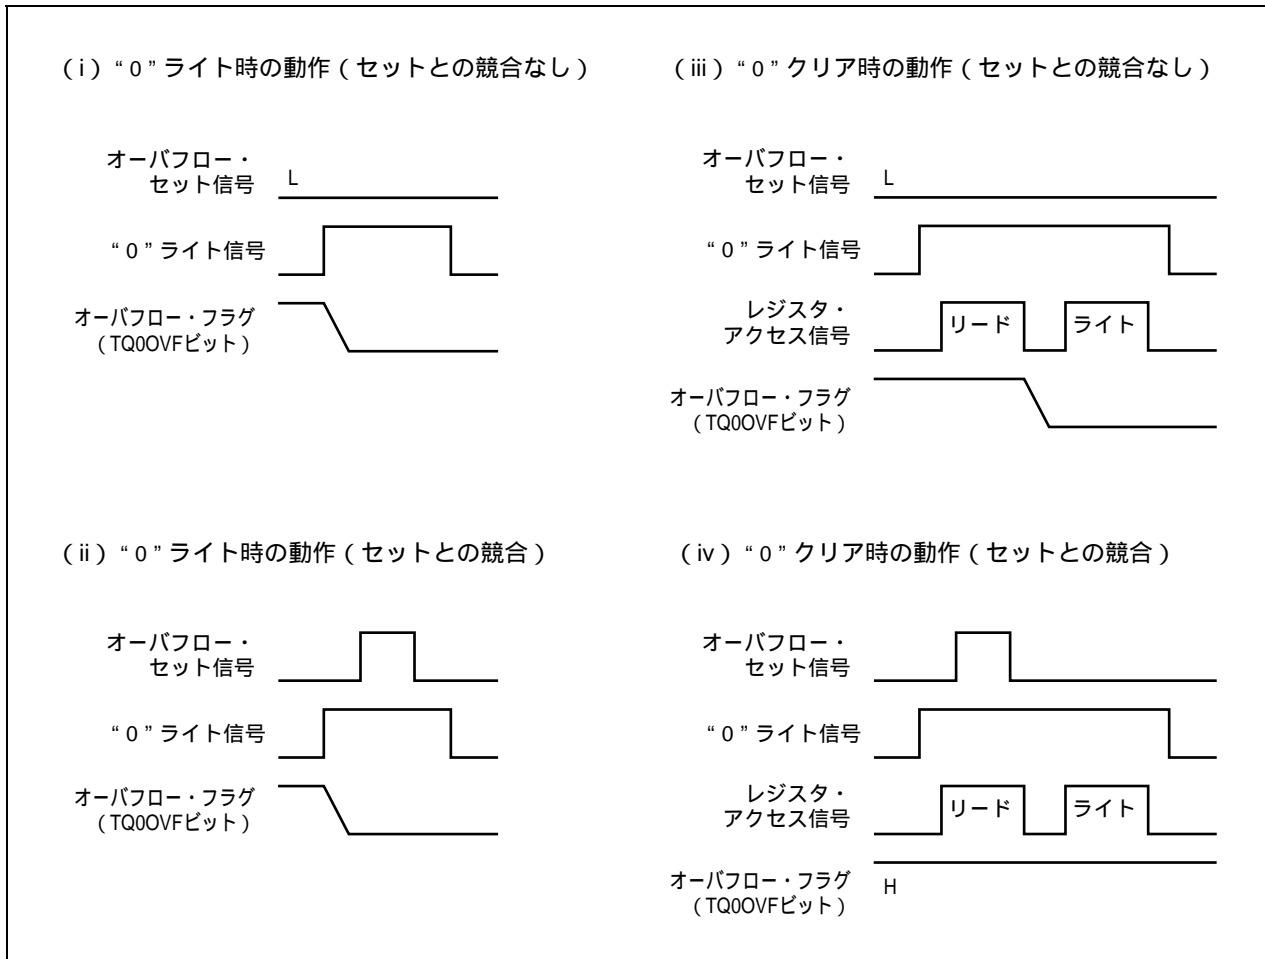 （i）“0”ライト時の動作（セットとの競合なし）
オーバフロー・
セット信号
L
“0”ライト信号
オーバフロー・フラグ
（TQ0OVFビット）
（iii）“0”クリア時の動作（セットとの競合なし）
オーバフロー・
セット信号
L
“0”ライト信号
レジスタ・
アクセス信号
リード
ライト
オーバフロー・フラグ
（TQ0OVFビット）
（ii）“0”ライト時の動作（セットとの競合）
オーバフロー・
セット信号
“0”ライト信号
オーバフロー・フラグ
（TQ0OVFビット）
（iv）“0”クリア時の動作（セットとの競合）
オーバフロー・
セット信号
“0”ライト信号
レジスタ・
アクセス信号
リード
ライト
オーバフロー・フラグ
（TQ0OVFビット）
H